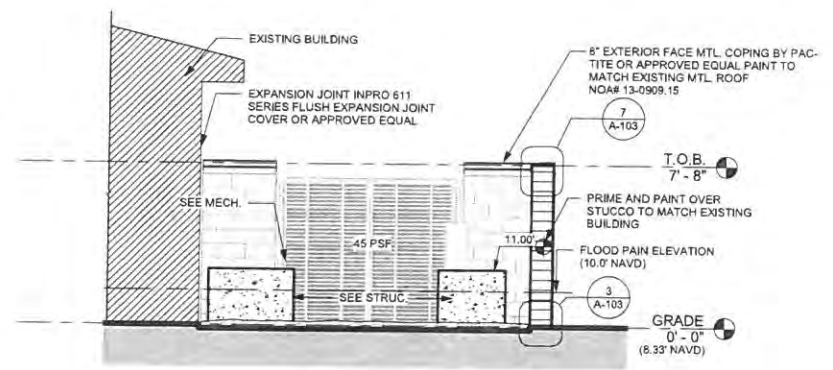 EXISTING BUILDING
EXPANSION JOINT INPRO 611
SERIES FLUSH EXPANSION JOINT
COVER OR APPROVED EQUAL
6" EXTERIOR FACE MTL. COPING BY PAC-
TITE OR APPROVED EQUAL PAINT TO
MATCH EXISTING MTL. ROOF
NOA# 13-0909.15
7
A-103
T.O.B.
7' - 8"
SEE MECH.
PRIME AND PAINT OVER
STUCCO TO MATCH EXISTING
BUILDING
45 PSF.
11.00'
FLOOD PAIN ELEVATION
(10.0' NAVD)
SEE STRUC.
3
A-103
GRADE
0' - 0"
(8.33' NAVD)